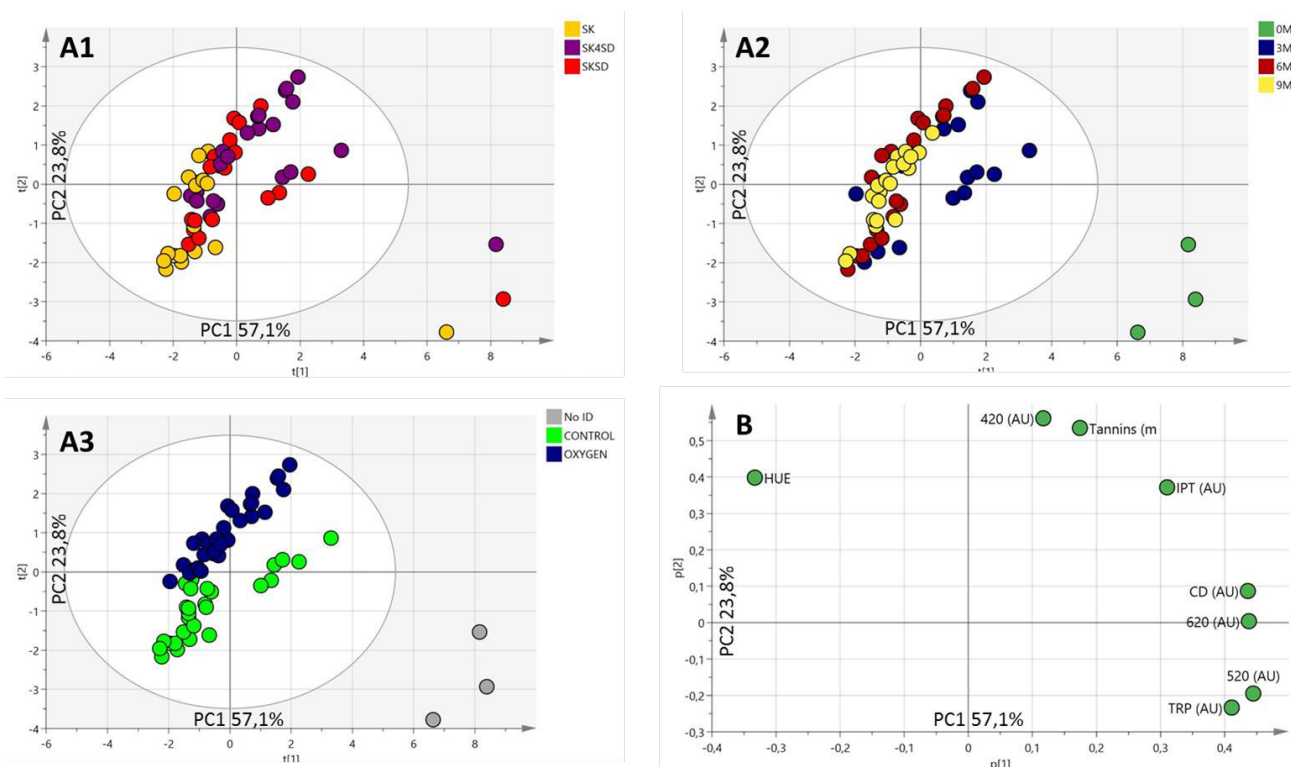 A1
SK
SK4SD
SKSD
t[2]
PC2 23,8%
3
2
1
0
-1
-2
-3
-4
PC1 57,1%
-6 -4 -2 0 2 4 6 8
t[1]
A2
0M
3M
6M
9M
t[2]
PC2 23,8%
3
2
1
0
-1
-2
-3
-4
PC1 57,1%
-6 -4 -2 0 2 4 6 8
t[1]
A3
No ID
CONTROL
OXYGEN
t[2]
PC2 23,8%
3
2
1
0
-1
-2
-3
-4
PC1 57,1%
-6 -4 -2 0 2 4 6 8
t[1]
B
420 (AU)
Tannins (m
HUE
IPT (AU)
CD (AU)
620 (AU)
520 (AU)
TRP (AU)
p[2]
PC2 23,8%
0,5
0,4
0,3
0,2
0,1
0
-0,1
-0,2
-0,3
PC1 57,1%
-0,4 -0,3 -0,2 -0,1 0 0,1 0,2 0,3 0,4
p[1]